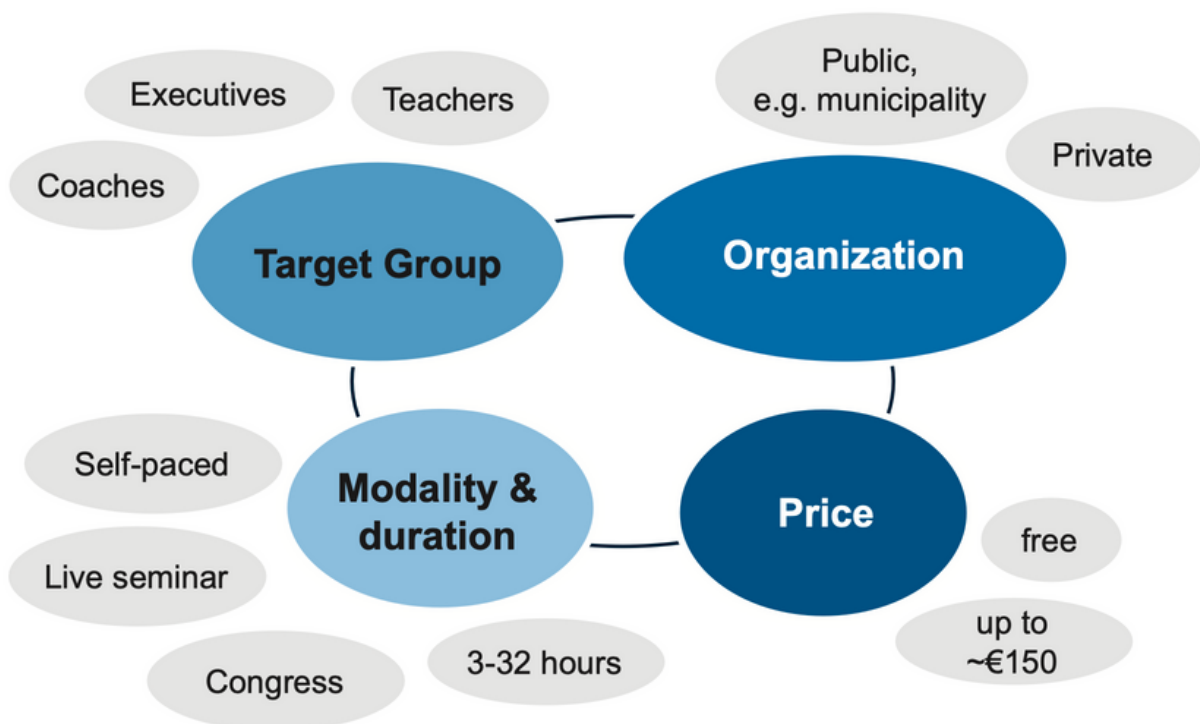 Executives
Teachers
Coaches
Target Group
Public,
e.g. municipality
Private
Organization
Self-paced
Live seminar
Congress
3-32 hours
Modality &
duration
Price
free
up to
~€150